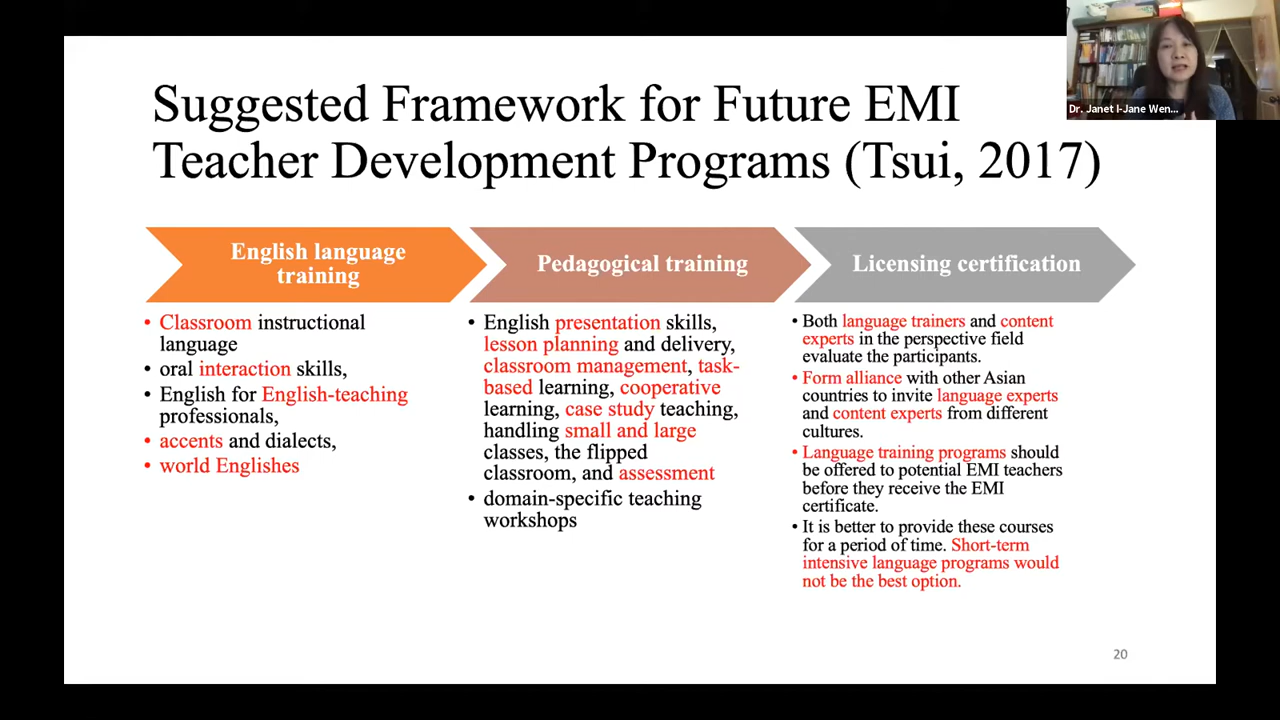 Suggested Framework for Future EMI
Teacher Development Programs (Tsui, 2017)
Dr. Janet I-Jane Wen...
English language
training
• Classroom instructional
language
• oral interaction skills,
• English for English-teaching
professionals,
• accents and dialects,
• world Englishes
Pedagogical training
• English presentation skills,
lesson planning and delivery,
classroom management, task-
based learning, cooperative
learning, case study teaching,
handling small and large
classes, the flipped
classroom, and assessment
• domain-specific teaching
workshops
Licensing certification
• Both language trainers and content
experts in the perspective field
evaluate the participants.
• Form alliance with other Asian
countries to invite language experts
and content experts from different
cultures.
• Language training programs should
be offered to potential EMI teachers
before they receive the EMI
certificate.
• It is better to provide these courses
for a period of time. Short-term
intensive language programs would
not be the best option.
20